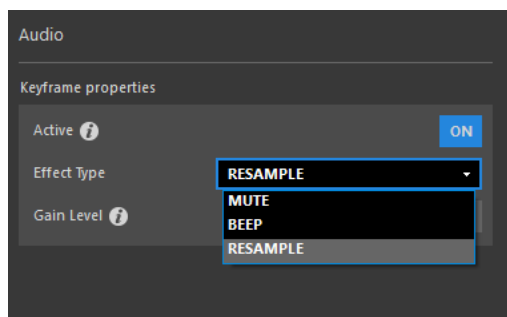 Audio
Keyframe properties
Active
ON
Effect Type
RESAMPLE
MUTE
Gain Level
BEEP
RESAMPLE